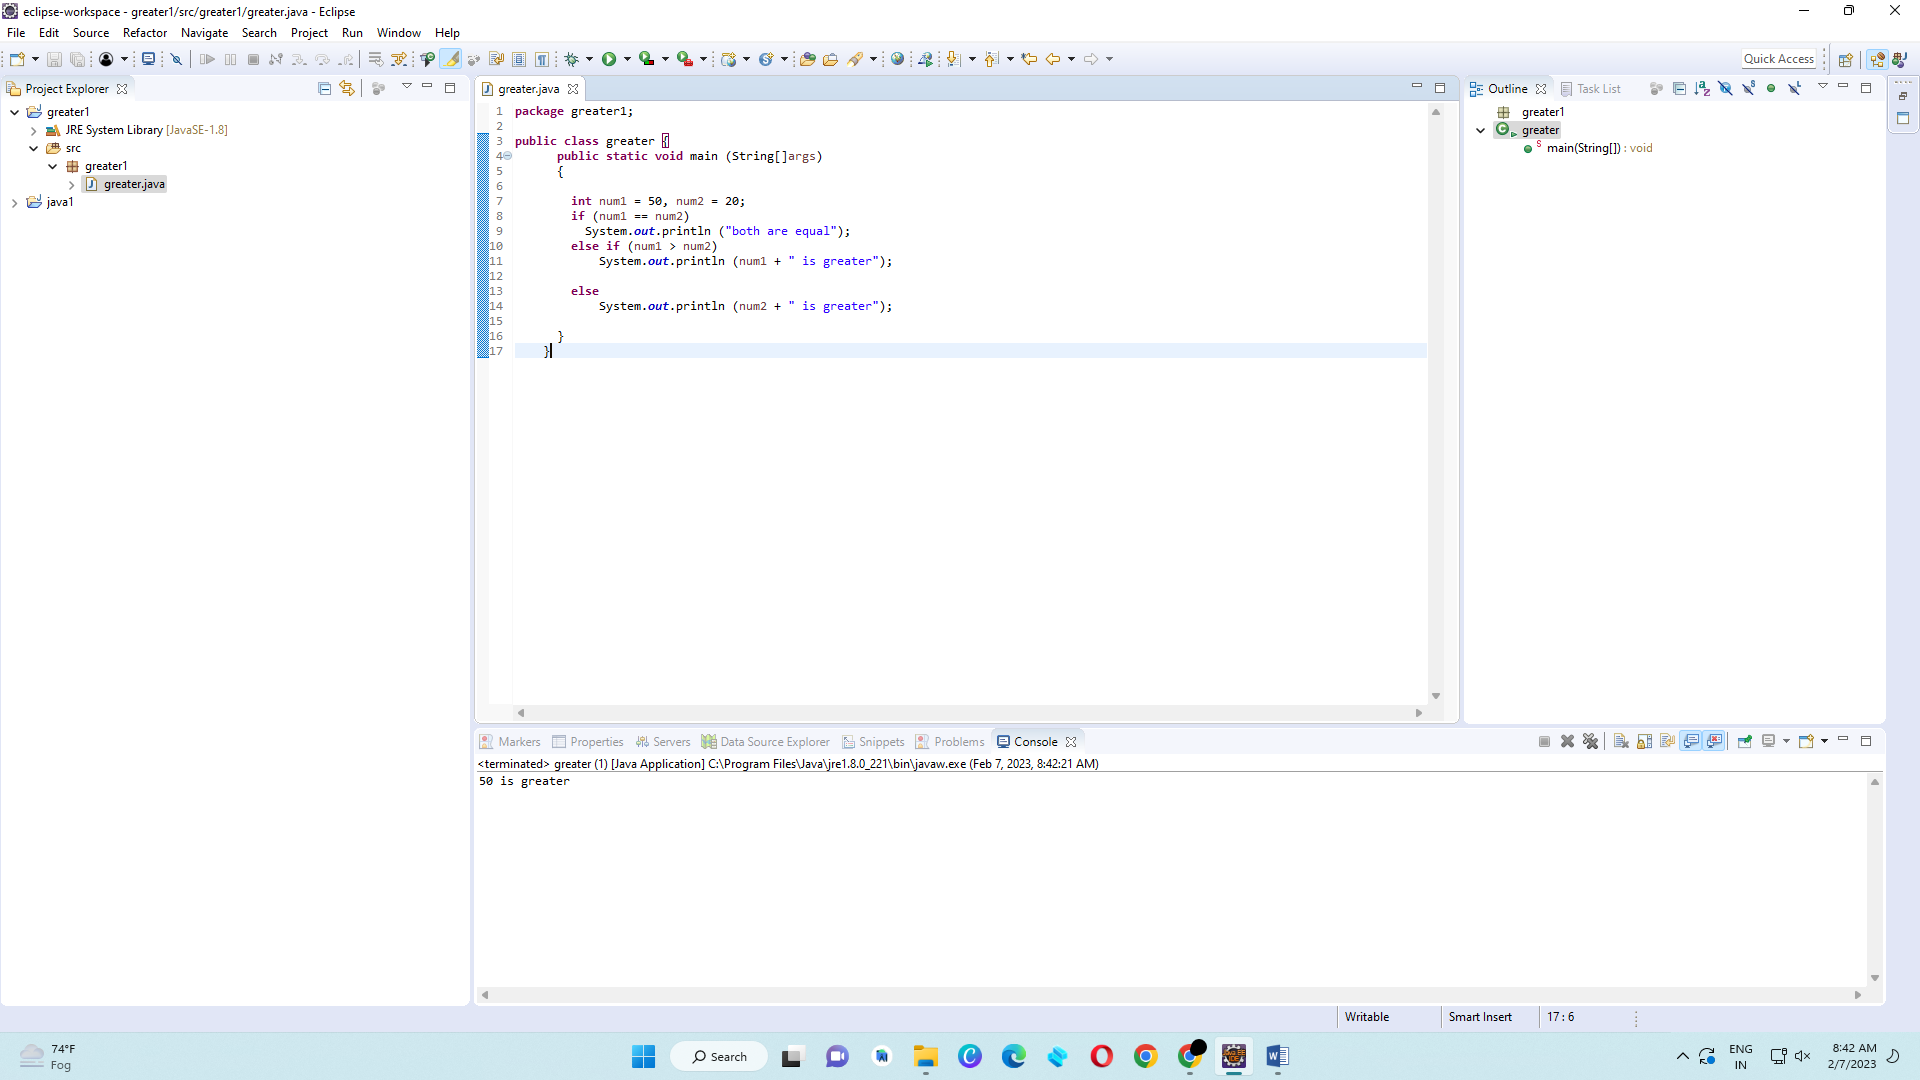 eclipse-workspace - greater1/src/greater1/greater.java - Eclipse
File Edit Source Refactor Navigate Search Project Run Window Help
Quick Access
Project Explorer
greater1
JRE System Library [JavaSE-1.8]
src
greater1
greater.java
java1
greater.java
1 package greater1;
2
3 public class greater {
4 public static void main (String[]args)
5 {
6
7 int num1 = 50, num2 = 20;
8 if (num1 == num2)
9 System.out.println ("both are equal");
10 else if (num1 > num2)
11 System.out.println (num1 + " is greater");
12
13 else
14 System.out.println (num2 + " is greater");
15
16 }
17 }
Outline Task List
greater1
greater
main(String[]) : void
Markers Properties Servers Data Source Explorer Snippets Problems Console
<terminated> greater (1) [Java Application] C:\Program Files\Java\jre1.8.0_221\bin\javaw.exe (Feb 7, 2023, 8:42:21 AM)
50 is greater
Writable Smart Insert 17 : 6
74°F
Fog
Search
ENG
IN
8:42 AM
2/7/2023